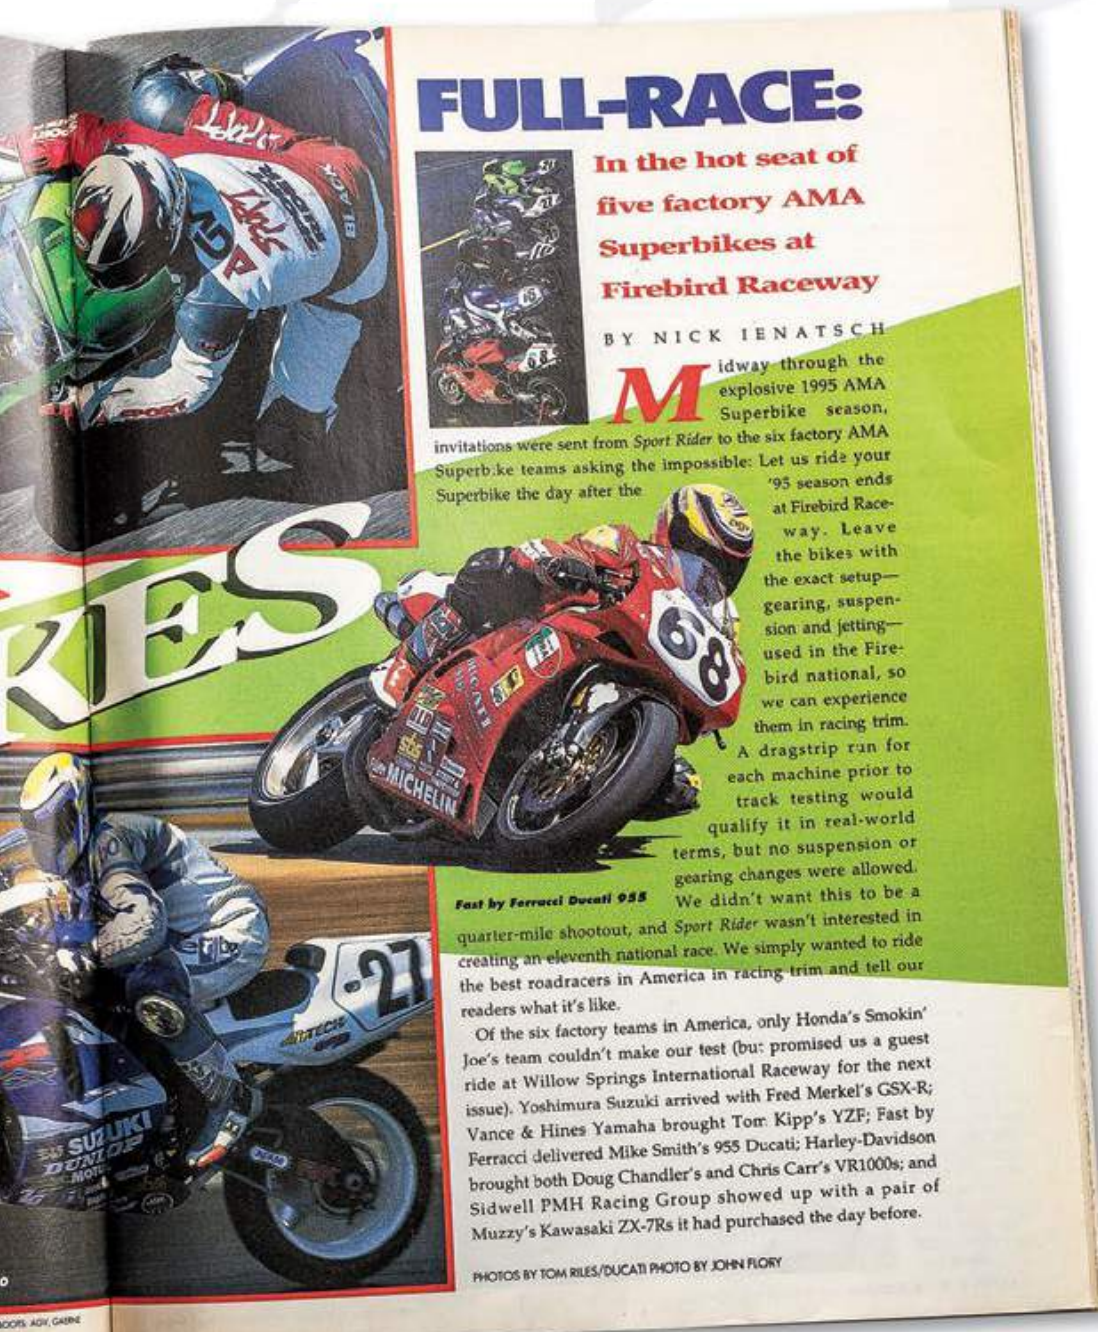 FULL-RACE:
In the hot seat of
five factory AMA
Superbikes at
Firebird Raceway
BY NICK IENATSCH
Midway through the
explosive 1995 AMA
Superbike season,
invitations were sent from Sport Rider to the six factory AMA
Superbike teams asking the impossible: Let us ride your
Superbike the day after the '95 season ends
at Firebird Race-
way. Leave
the bikes with
the exact setup—
gearing, suspen-
sion and jetting—
used in the Fire-
bird national, so
we can experience
them in racing trim.
A dragstrip run for
each machine prior to
track testing would
qualify it in real-world
terms, but no suspension or
gearing changes were allowed.
We didn't want this to be a
quarter-mile shootout, and Sport Rider wasn't interested in
creating an eleventh national race. We simply wanted to ride
the best roadracers in America in racing trim and tell our
readers what it's like.
Of the six factory teams in America, only Honda's Smokin'
Joe's team couldn't make our test (but promised us a guest
ride at Willow Springs International Raceway for the next
issue). Yoshimura Suzuki arrived with Fred Merkel's GSX-R;
Vance & Hines Yamaha brought Tom Kipp's YZF; Fast by
Ferracci delivered Mike Smith's 955 Ducati; Harley-Davidson
brought both Doug Chandler's and Chris Carr's VR1000s; and
Sidwell PMH Racing Group showed up with a pair of
Muzzy's Kawasaki ZX-7Rs it had purchased the day before.
PHOTOS BY TOM RILES/DUCATI PHOTO BY JOHN FLORY
Fast by Ferracci Ducati 955
KES
68
DUCATI
sbs
MICHELIN
SPORT
RIDER
SPORT
27
SUZUKI
DUNLOP
16
68
BOOTS: AGV, GAERNE